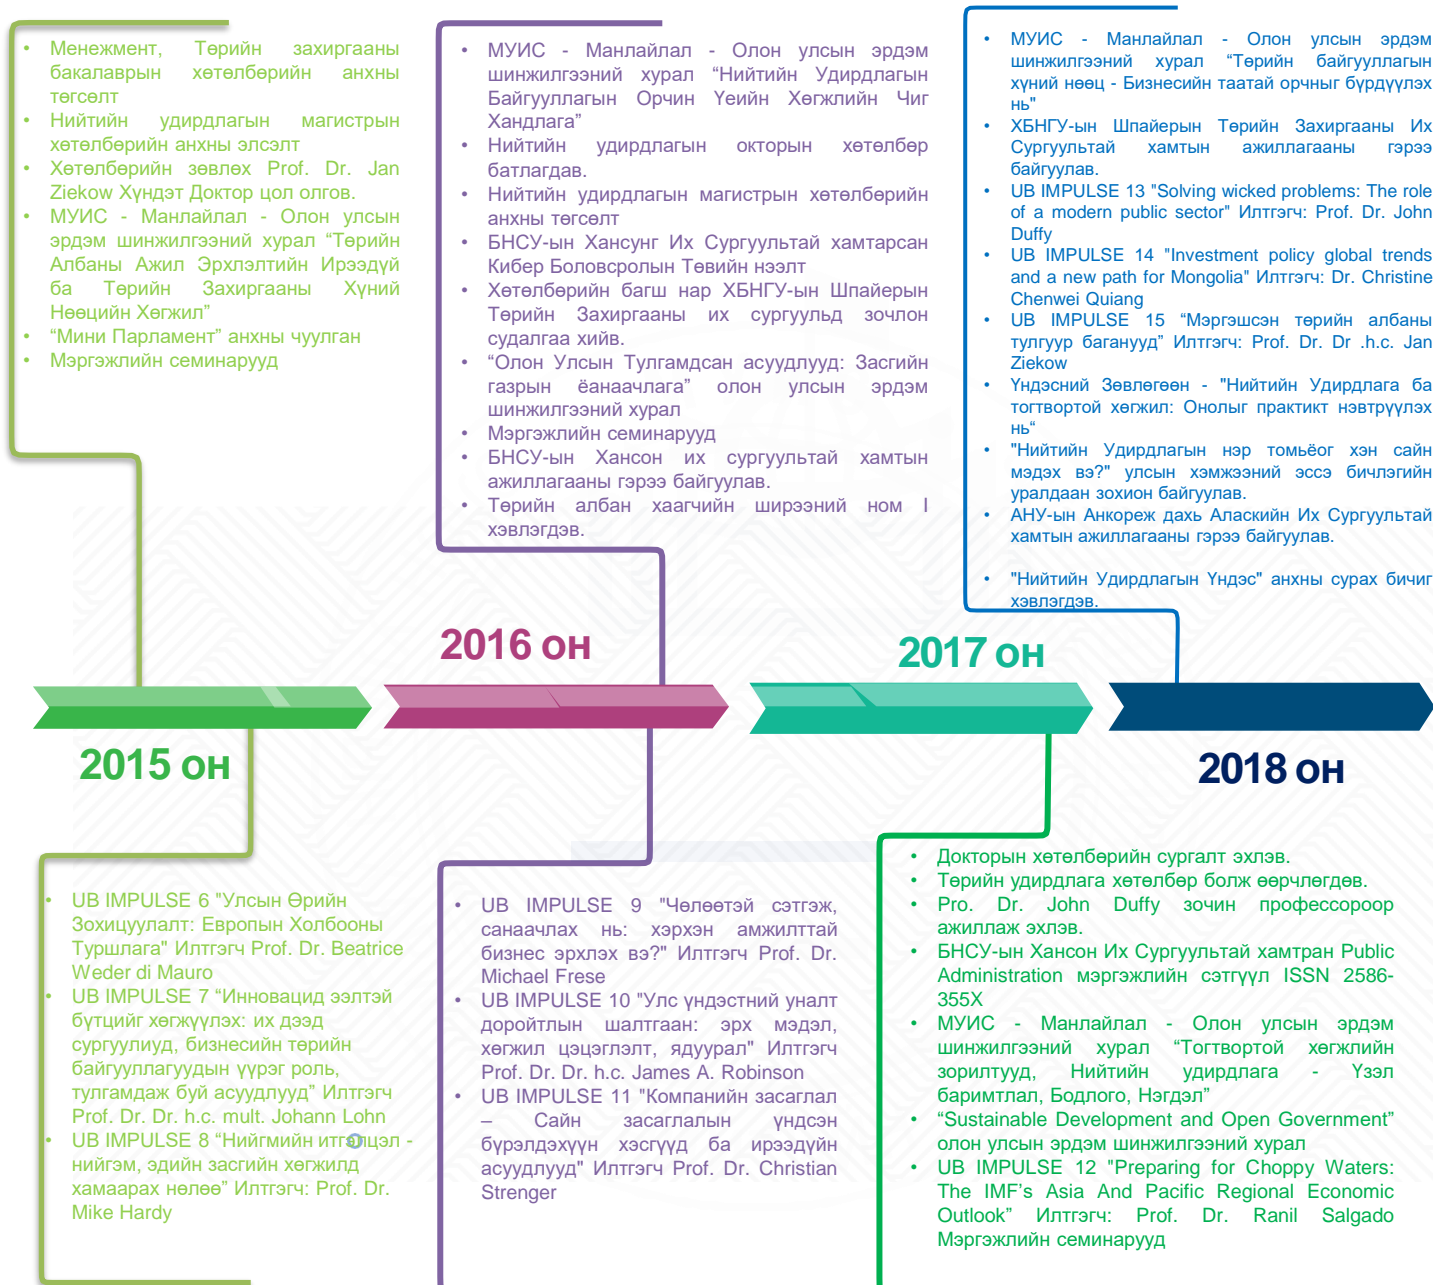 • Менежмент, Төрийн захиргааны
бакалаврын хөтөлбөрийн анхны
төгсөлт
• Нийтийн удирдлагын магистрын
хөтөлбөрийн анхны элсэлт
• Хөтөлбөрийн зөвлөх Prof. Dr. Jan
Ziekow Хүндэт Доктор цол олгов.
• МУИС - Манлайлал - Олон улсын
эрдэм шинжилгээний хурал “Төрийн
Албаны Ажил Эрхлэлтийн Ирээдүй
ба Төрийн Захиргааны Хүний
Нөөцийн Хөгжил”
• “Мини Парламент” анхны чуулган
• Мэргэжлийн семинарууд
• МУИС - Манлайлал - Олон улсын эрдэм
шинжилгээний хурал “Нийтийн Удирдлагын
Байгууллагын Орчин Үеийн Хөгжлийн Чиг
Хандлага”
• Нийтийн удирдлагын окторын хөтөлбөр
батлагдав.
• Нийтийн удирдлагын магистрын хөтөлбөрийн
анхны төгсөлт
• БНСУ-ын Хансунг Их Сургуультай хамтарсан
Кибер Боловсролын Төвийн нээлт
• Хөтөлбөрийн багш нар ХБНГУ-ын Шпайерын
Төрийн Захиргааны их сургуульд зочлон
судалгаа хийв.
• “Олон Улсын Тулгамдсан асуудлууд: Засгийн
газрын ёанаачлага” олон улсын эрдэм
шинжилгээний хурал
• Мэргэжлийн семинарууд
• БНСУ-ын Хансон их сургуультай хамтын
ажиллагааны гэрээ байгуулав.
• Төрийн албан хаагчийн ширээний ном I
хэвлэгдэв.
• МУИС - Манлайлал - Олон улсын эрдэм
шинжилгээний хурал “Төрийн байгууллагын
хүний нөөц - Бизнесийн таатай орчныг бүрдүүлэх
нь"
• ХБНГУ-ын Шпайерын Төрийн Захиргааны Их
Сургуультай хамтын ажиллагааны гэрээ
байгуулав.
• UB IMPULSE 13 "Solving wicked problems: The role
of a modern public sector" Илтгэгч: Prof. Dr. John
Duffy
• UB IMPULSE 14 "Investment policy global trends
and a new path for Mongolia" Илтгэгч: Dr. Christine
Chenwei Quiang
• UB IMPULSE 15 “Мэргэшсэн төрийн албаны
тулгуур баганууд” Илтгэгч: Prof. Dr. Dr .h.c. Jan
Ziekow
• Үндэсний Зөвлөгөөн - "Нийтийн Удирдлага ба
тогтвортой хөгжил: Онолыг практикт нэвтрүүлэх
нь“
• "Нийтийн Удирдлагын нэр томьёог хэн сайн
мэдэх вэ?" улсын хэмжээний эссэ бичлэгийн
уралдаан зохион байгуулав.
• АНУ-ын Анкореж дахь Аласкийн Их Сургуультай
хамтын ажиллагааны гэрээ байгуулав.
• "Нийтийн Удирдлагын Үндэс" анхны сурах бичиг
хэвлэгдэв.
2016 он
2017 он
2015 он
2018 он
• UB IMPULSE 6 "Улсын Өрийн
Зохицуулалт: Европын Холбооны
Туршлага" Илтгэгч Prof. Dr. Beatrice
Weder di Mauro
• UB IMPULSE 7 “Инновацид ээлтэй
бүтцийг хөгжүүлэх: их дээд
сургуулиуд, бизнесийн төрийн
байгууллагуудын үүрэг роль,
тулгамдаж буй асуудлууд” Илтгэгч
Prof. Dr. Dr. h.c. mult. Johann Lohn
• UB IMPULSE 8 “Нийгмийн итгэлцэл -
нийгэм, эдийн засгийн хөгжилд
хамаарах нөлөө” Илтгэгч: Prof. Dr.
Mike Hardy
• UB IMPULSE 9 "Чөлөөтэй сэтгэж,
санаачлах нь: хэрхэн амжилттай
бизнес эрхлэх вэ?" Илтгэгч Prof. Dr.
Michael Frese
• UB IMPULSE 10 "Улс үндэстний уналт
доройтлын шалтгаан: эрх мэдэл,
хөгжил цэцэглэлт, ядуурал" Илтгэгч
Prof. Dr. Dr. h.c. James A. Robinson
• UB IMPULSE 11 "Компанийн засаглал
– Сайн засаглалын үндсэн
бүрэлдэхүүн хэсгүүд ба ирээдүйн
асуудлууд" Илтгэгч Prof. Dr. Christian
Strenger
• Докторын хөтөлбөрийн сургалт эхлэв.
• Төрийн удирдлага хөтөлбөр болж өөрчлөгдөв.
• Pro. Dr. John Duffy зочин профессороор
ажиллаж эхлэв.
• БНСУ-ын Хансон Их Сургуультай хамтран Public
Administration мэргэжлийн сэтгүүл ISSN 2586-
355X
• МУИС - Манлайлал - Олон улсын эрдэм
шинжилгээний хурал “Тогтвортой хөгжлийн
зорилтууд, Нийтийн удирдлага - Үзэл
баримтлал, Бодлого, Нэгдэл”
• “Sustainable Development and Open Government”
олон улсын эрдэм шинжилгээний хурал
• UB IMPULSE 12 "Preparing for Choppy Waters:
The IMF’s Asia And Pacific Regional Economic
Outlook” Илтгэгч: Prof. Dr. Ranil Salgado
Мэргэжлийн семинарууд